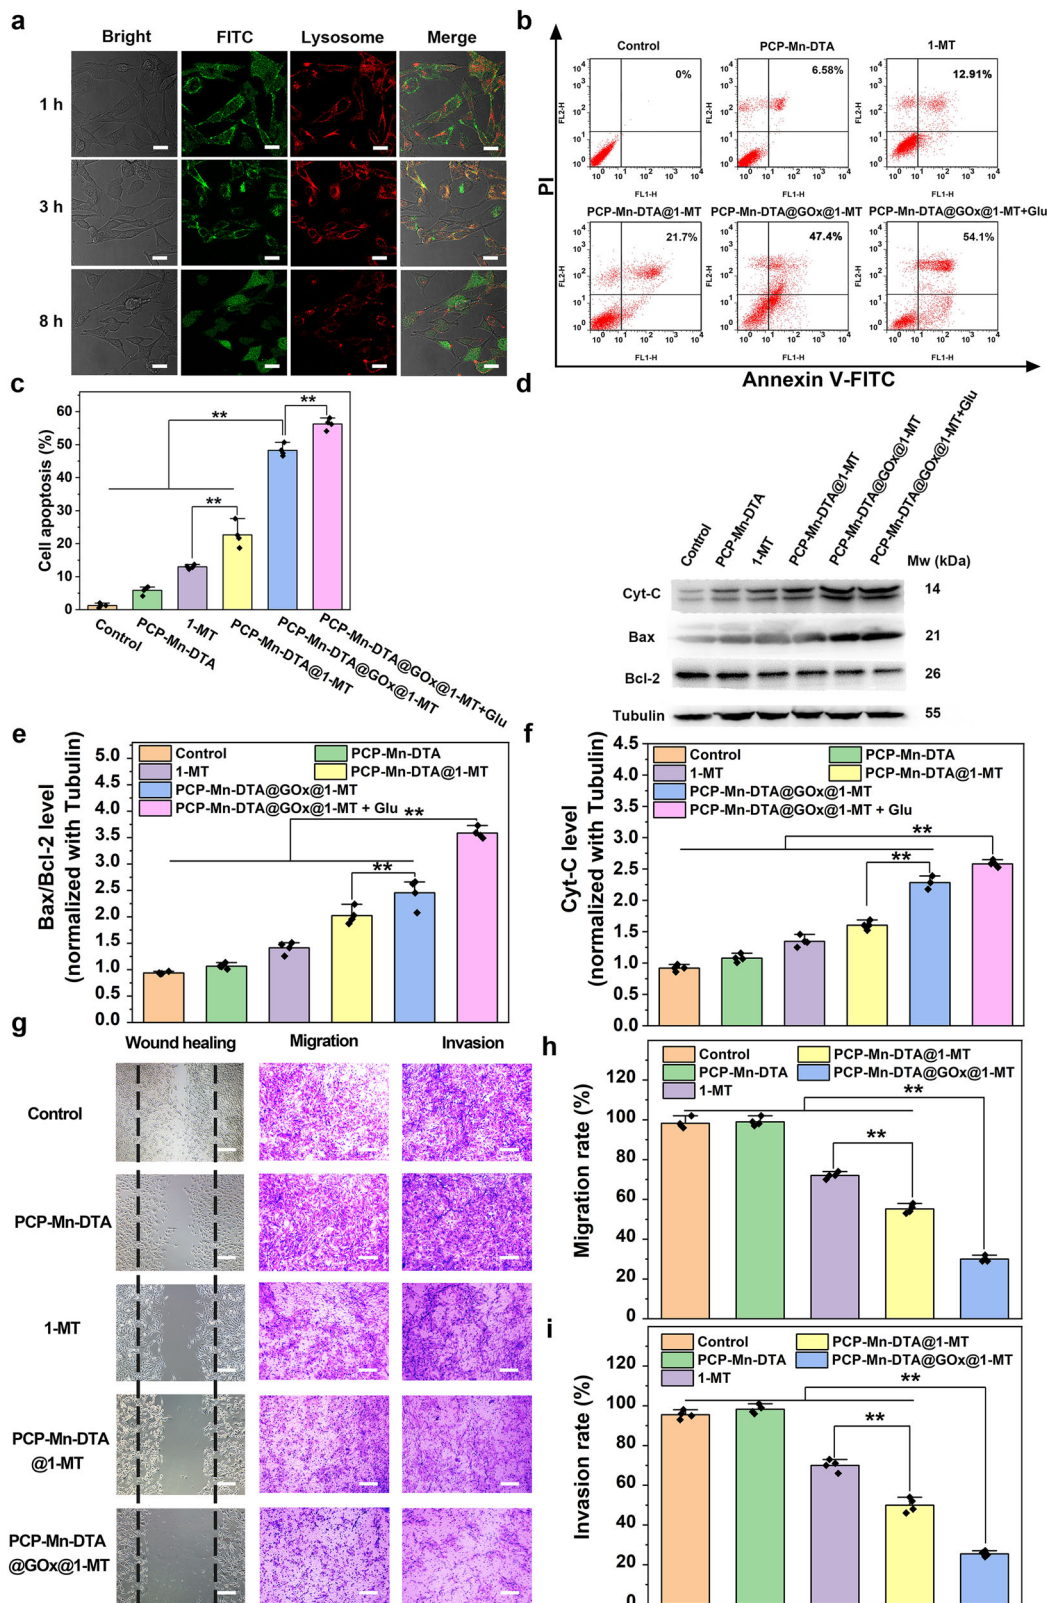 a
Bright FITC Lysosome Merge
1 h
3 h
8 h
b
Control PCP-Mn-DTA 1-MT
0% 6.58% 12.91%
PCP-Mn-DTA@1-MT PCP-Mn-DTA@GOx@1-MT PCP-Mn-DTA@GOx@1-MT+Glu
21.7% 47.4% 54.1%
FL2-H
FL1-H
10⁰ 10¹ 10² 10³ 10⁴
PI
Annexin V-FITC
c
Cell apoptosis (%)
60
50
40
30
20
10
0
**
**
**
Control
PCP-Mn-DTA
1-MT
PCP-Mn-DTA@1-MT
PCP-Mn-DTA@GOx@1-MT
PCP-Mn-DTA@GOx@1-MT+Glu
d
Control
PCP-Mn-DTA
1-MT
PCP-Mn-DTA@1-MT
PCP-Mn-DTA@GOx@1-MT
PCP-Mn-DTA@GOx@1-MT+Glu
Mw (kDa)
Cyt-C 14
Bax 21
Bcl-2 26
Tubulin 55
e
Bax/Bcl-2 level
(normalized with Tubulin)
5.0
4.5
4.0
3.5
3.0
2.5
2.0
1.5
1.0
0.5
0.0
Control PCP-Mn-DTA
1-MT PCP-Mn-DTA@1-MT
PCP-Mn-DTA@GOx@1-MT
PCP-Mn-DTA@GOx@1-MT + Glu
**
**
f
Cyt-C level
(normalized with Tubulin)
4.5
4.0
3.5
3.0
2.5
2.0
1.5
1.0
0.5
0.0
Control PCP-Mn-DTA
1-MT PCP-Mn-DTA@1-MT
PCP-Mn-DTA@GOx@1-MT
PCP-Mn-DTA@GOx@1-MT + Glu
**
**
g
Wound healing Migration Invasion
Control
PCP-Mn-DTA
1-MT
PCP-Mn-DTA
@1-MT
PCP-Mn-DTA
@GOx@1-MT
h
Migration rate (%)
120
100
80
60
40
20
0
Control PCP-Mn-DTA@1-MT
PCP-Mn-DTA PCP-Mn-DTA@GOx@1-MT
1-MT
**
**
i
Invasion rate (%)
120
100
80
60
40
20
0
Control PCP-Mn-DTA@1-MT
PCP-Mn-DTA PCP-Mn-DTA@GOx@1-MT
1-MT
**
**